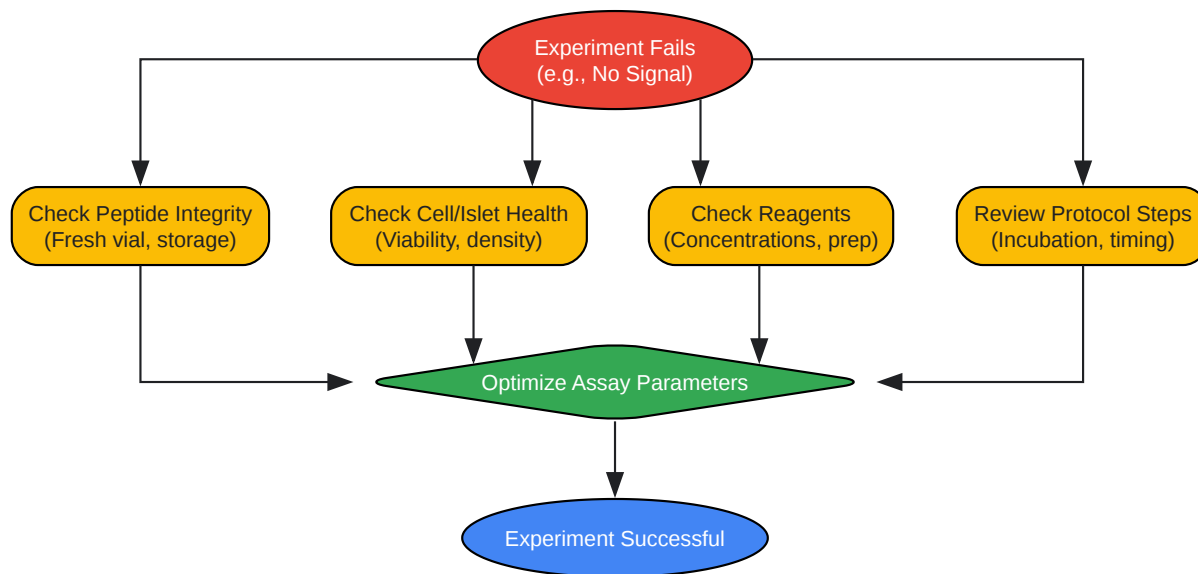 Experiment Fails
(e.g., No Signal)
Check Peptide Integrity
(Fresh vial, storage)
Check Cell/Islet Health
(Viability, density)
Check Reagents
(Concentrations, prep)
Review Protocol Steps
(Incubation, timing)
Optimize Assay Parameters
Experiment Successful